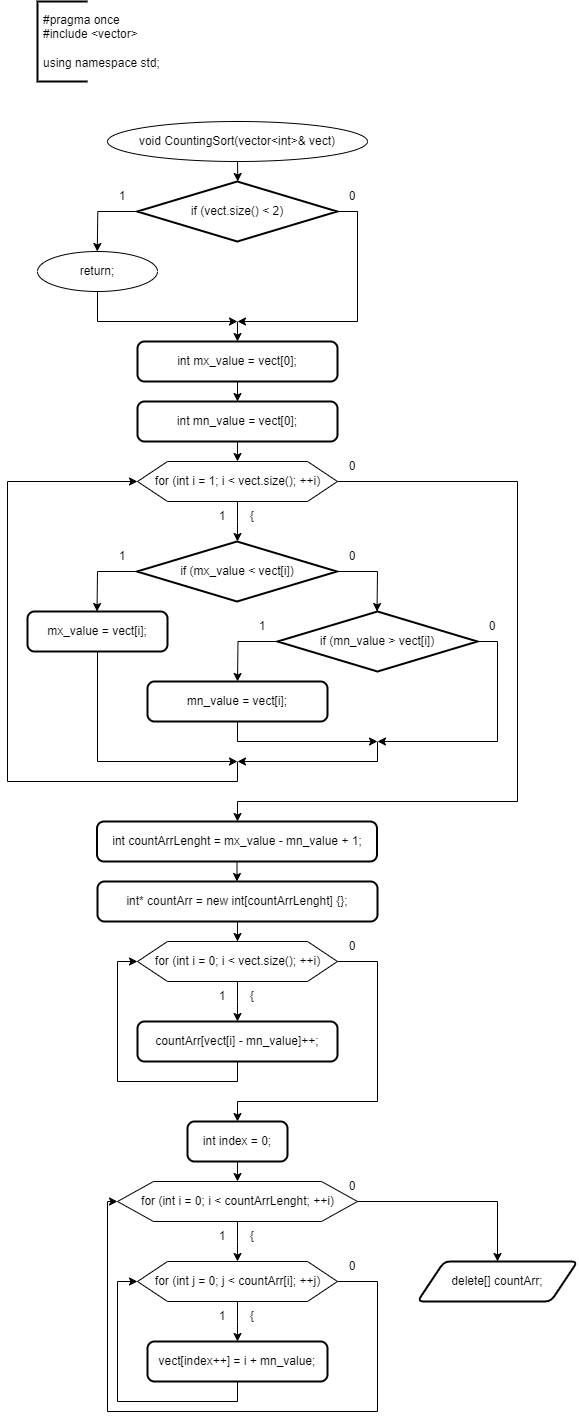 #pragma once
#include <vector>
using namespace std;
void CountingSort(vector<int>& vect)
1
0
if (vect.size() < 2)
return;
int mx_value = vect[0];
int mn_value = vect[0];
0
for (int i = 1; i < vect.size(); ++i)
1 {
1
0
if (mx_value < vect[i])
mx_value = vect[i];
1
0
if (mn_value > vect[i])
mn_value = vect[i];
int countArrLenght = mx_value - mn_value + 1;
int* countArr = new int[countArrLenght] {};
0
for (int i = 0; i < vect.size(); ++i)
1 {
countArr[vect[i] - mn_value]++;
int index = 0;
0
for (int i = 0; i < countArrLenght; ++i)
1 {
0
for (int j = 0; j < countArr[i]; ++j)
delete[] countArr;
1 {
vect[index++] = i + mn_value;